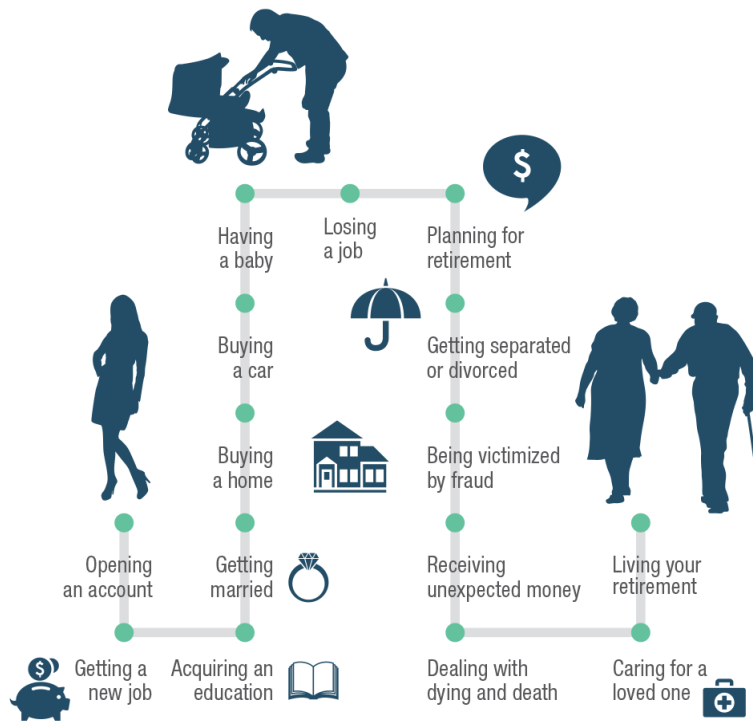 $
Having
a baby
Losing
a job
Planning for
retirement
Buying
a car
Getting separated
or divorced
Buying
a home
Being victimized
by fraud
Opening
an account
Getting
married
Receiving
unexpected money
Living your
retirement
$
Getting a
new job
Acquiring an
education
Dealing with
dying and death
Caring for a
loved one